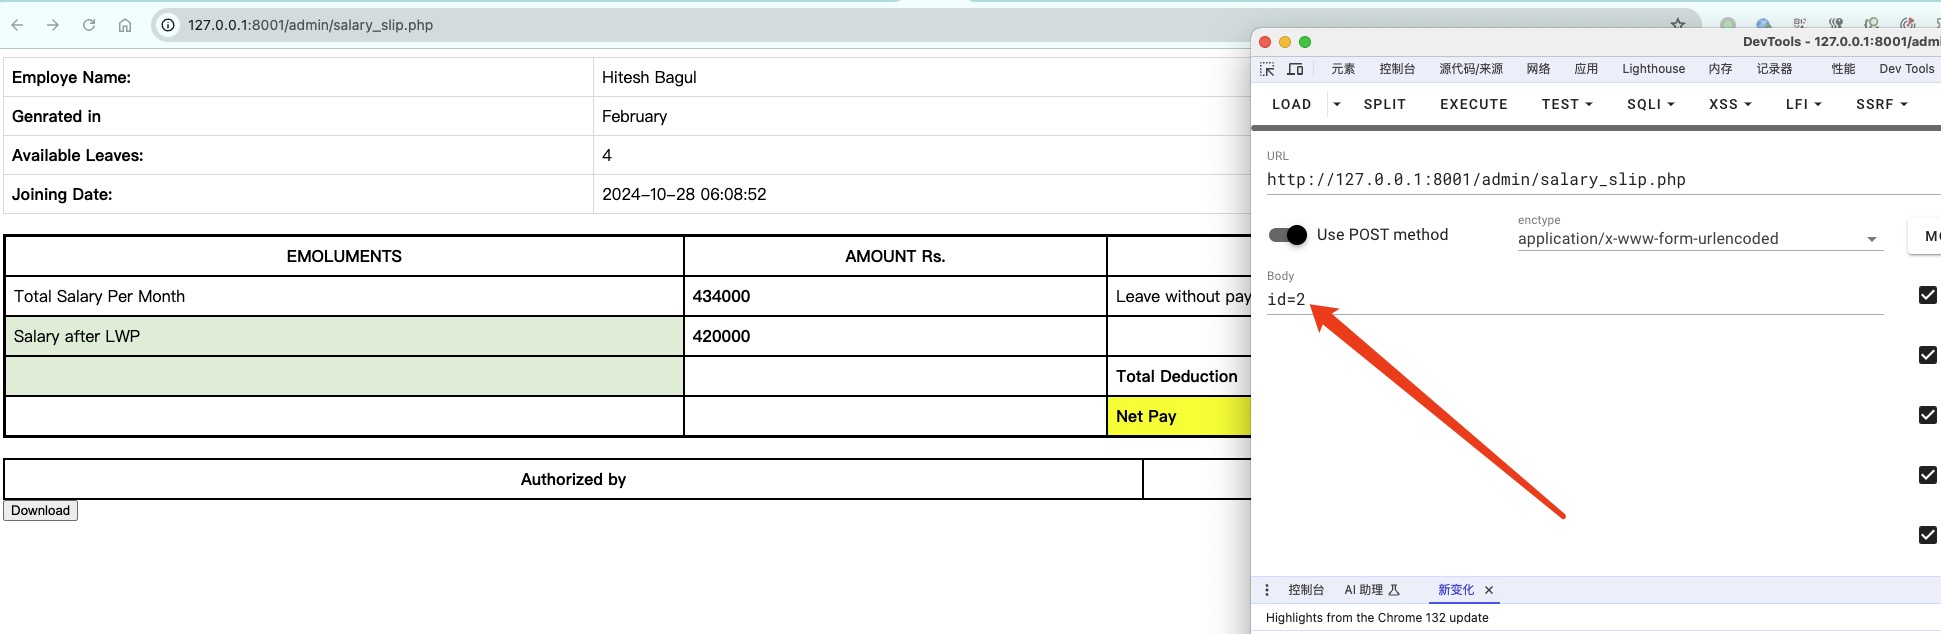 127.0.0.1:8001/admin/salary_slip.php
Employe Name: Hitesh Bagul
Genrated in February
Available Leaves: 4
Joining Date: 2024-10-28 06:08:52
EMOLUMENTS AMOUNT Rs.
Total Salary Per Month 434000 Leave without pay
Salary after LWP 420000
Total Deduction
Net Pay
Authorized by
Download
DevTools - 127.0.0.1:8001/admi
元素 控制台 源代码/来源 网络 应用 Lighthouse 内存 记录器 性能 Dev Tools
LOAD SPLIT EXECUTE TEST SQLI XSS LFI SSRF
URL
http://127.0.0.1:8001/admin/salary_slip.php
Use POST method
enctype
application/x-www-form-urlencoded
Body
id=2
控制台 AI 助理 新变化
Highlights from the Chrome 132 update